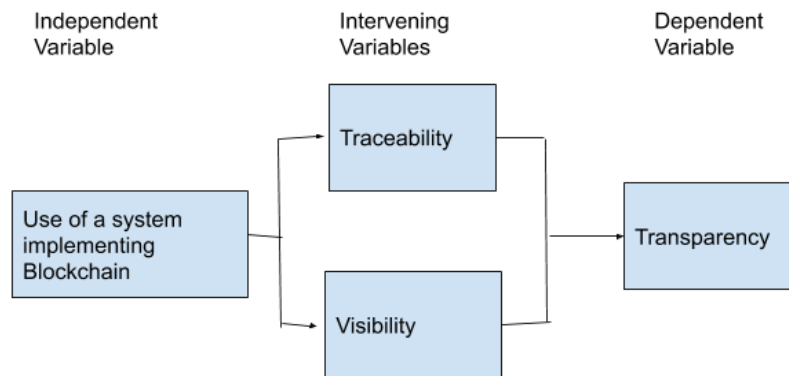 Independent
Variable
Intervening
Variables
Dependent
Variable
Traceability
Use of a system
implementing
Blockchain
Transparency
Visibility